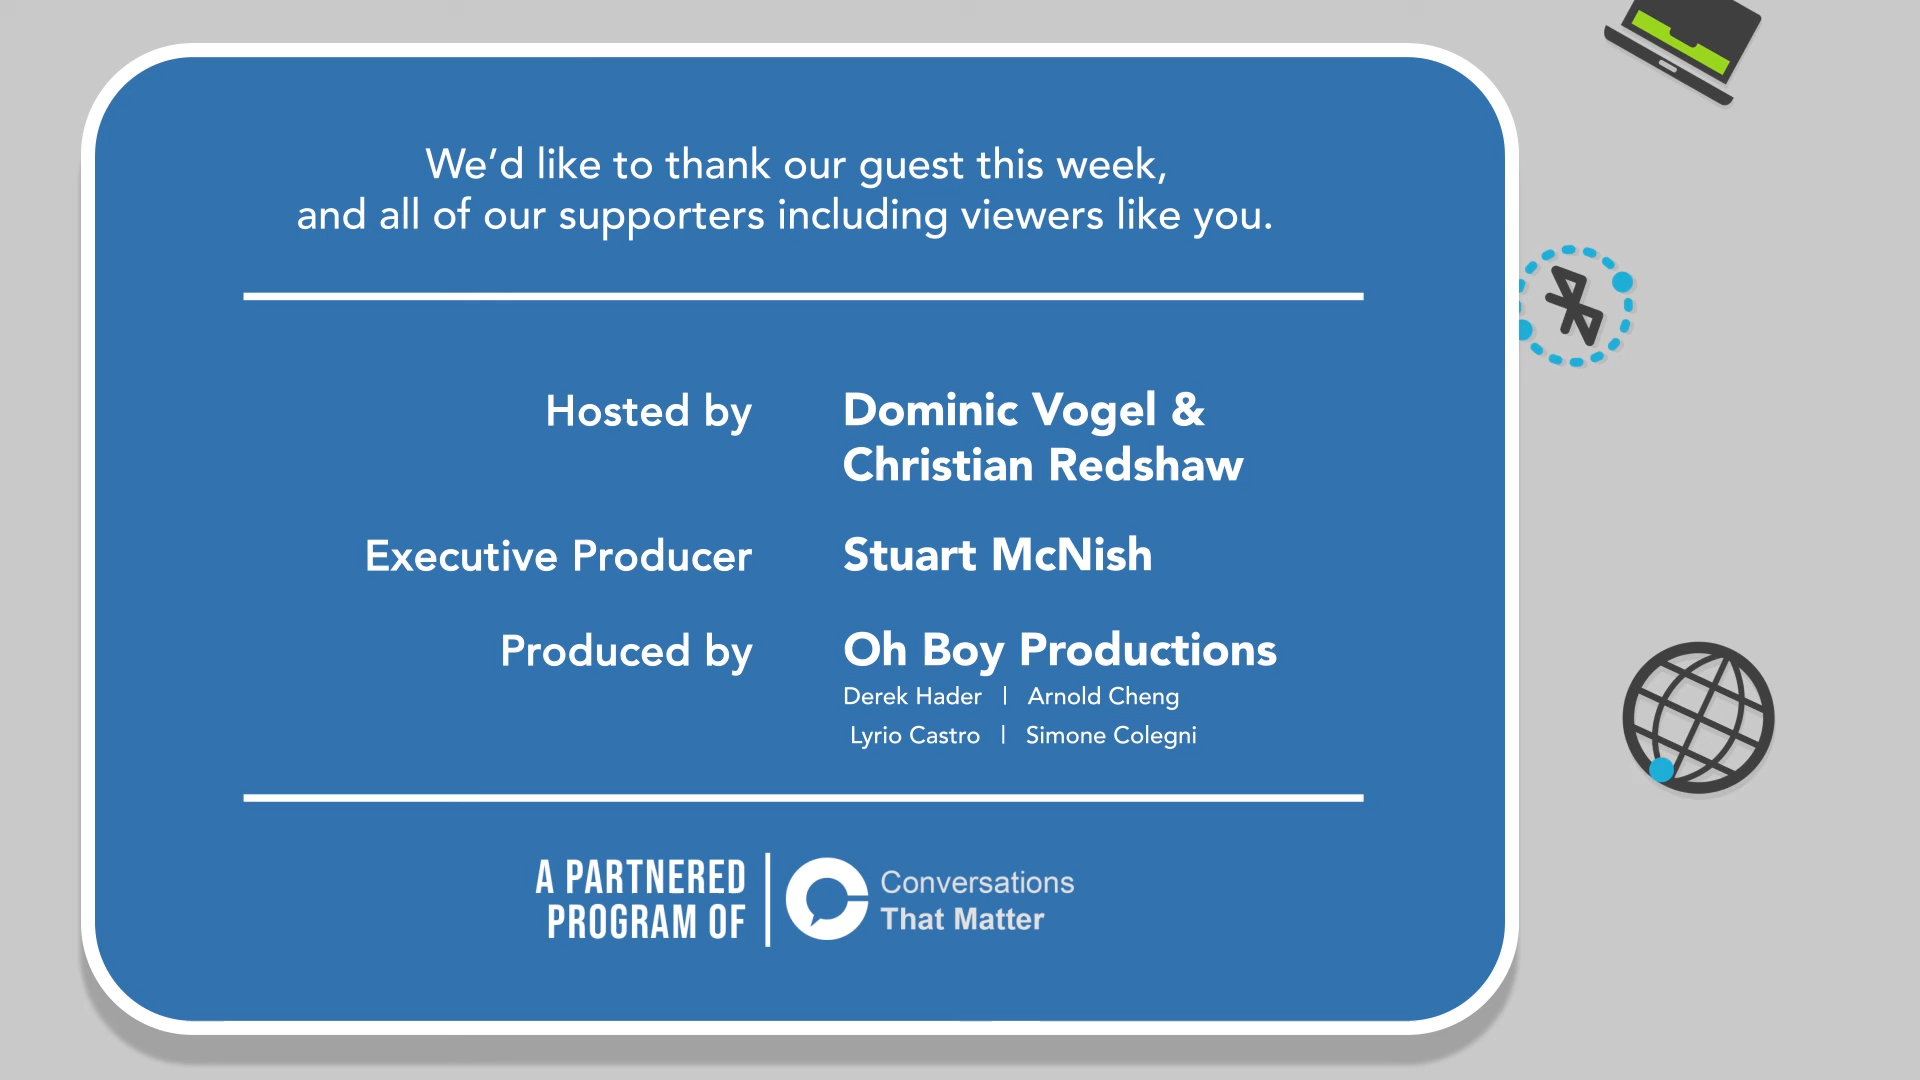 We’d like to thank our guest this week,
and all of our supporters including viewers like you.
Hosted by Dominic Vogel &
Christian Redshaw
Executive Producer Stuart McNish
Produced by Oh Boy Productions
Derek Hader | Arnold Cheng
Lyrio Castro | Simone Colegni
A PARTNERED
PROGRAM OF
Conversations
That Matter